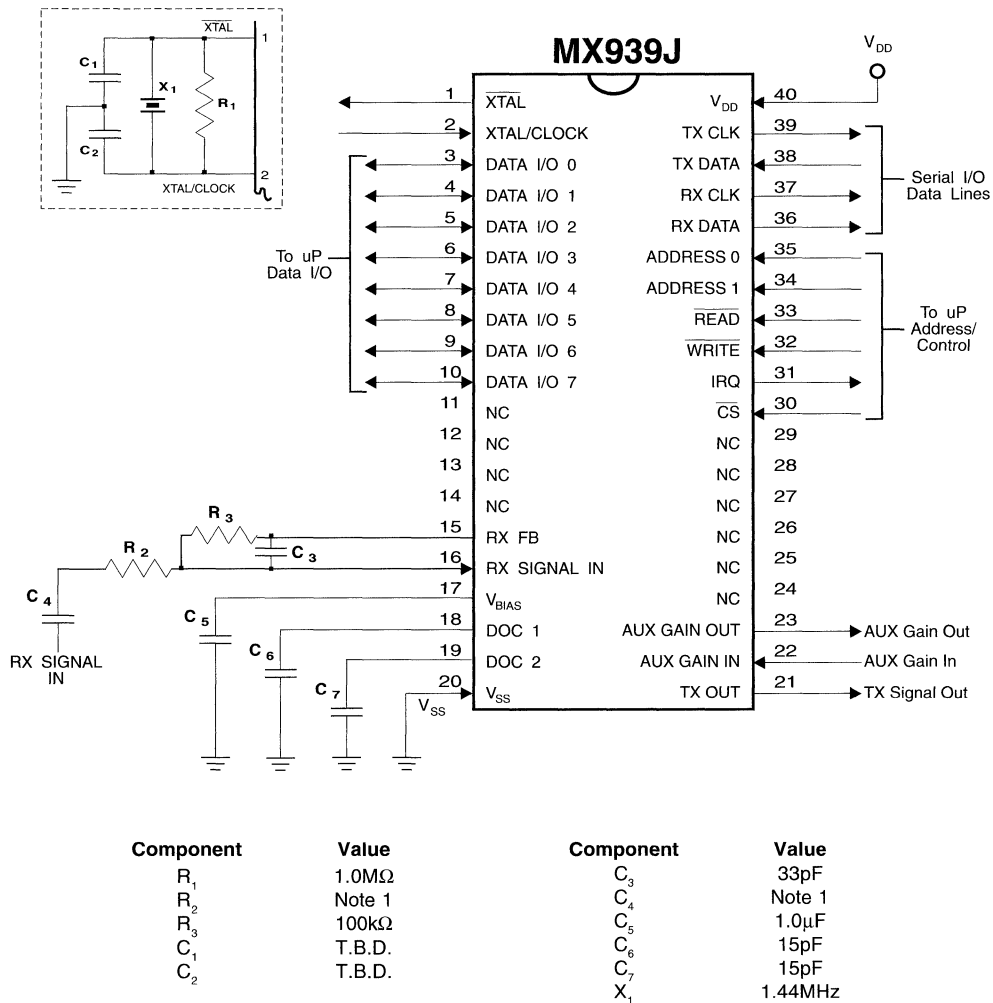 MX939J
XTAL
1
C1
X1
R1
C2
2
XTAL/CLOCK
VDD
1 XTAL
2 XTAL/CLOCK
3 DATA I/O 0
4 DATA I/O 1
5 DATA I/O 2
6 DATA I/O 3
7 DATA I/O 4
8 DATA I/O 5
9 DATA I/O 6
10 DATA I/O 7
11 NC
12 NC
13 NC
14 NC
15 RX FB
16 RX SIGNAL IN
17 VBIAS
18 DOC 1
19 DOC 2
20 VSS
To uP
Data I/O
R3
C3
R2
C4
RX SIGNAL
IN
C5
C6
C7
VSS
VDD 40
TX CLK 39
TX DATA 38
RX CLK 37
RX DATA 36
ADDRESS 0 35
ADDRESS 1 34
READ 33
WRITE 32
IRQ 31
CS 30
NC 29
NC 28
NC 27
NC 26
NC 25
NC 24
AUX GAIN OUT 23 AUX Gain Out
AUX GAIN IN 22 AUX Gain In
TX OUT 21 TX Signal Out
Serial I/O
Data Lines
To uP
Address/
Control
Component Value
R1 1.0MΩ
R2 Note 1
R3 100kΩ
C1 T.B.D.
C2 T.B.D.
Component Value
C3 33pF
C4 Note 1
C5 1.0μF
C6 15pF
C7 15pF
X1 1.44MHz